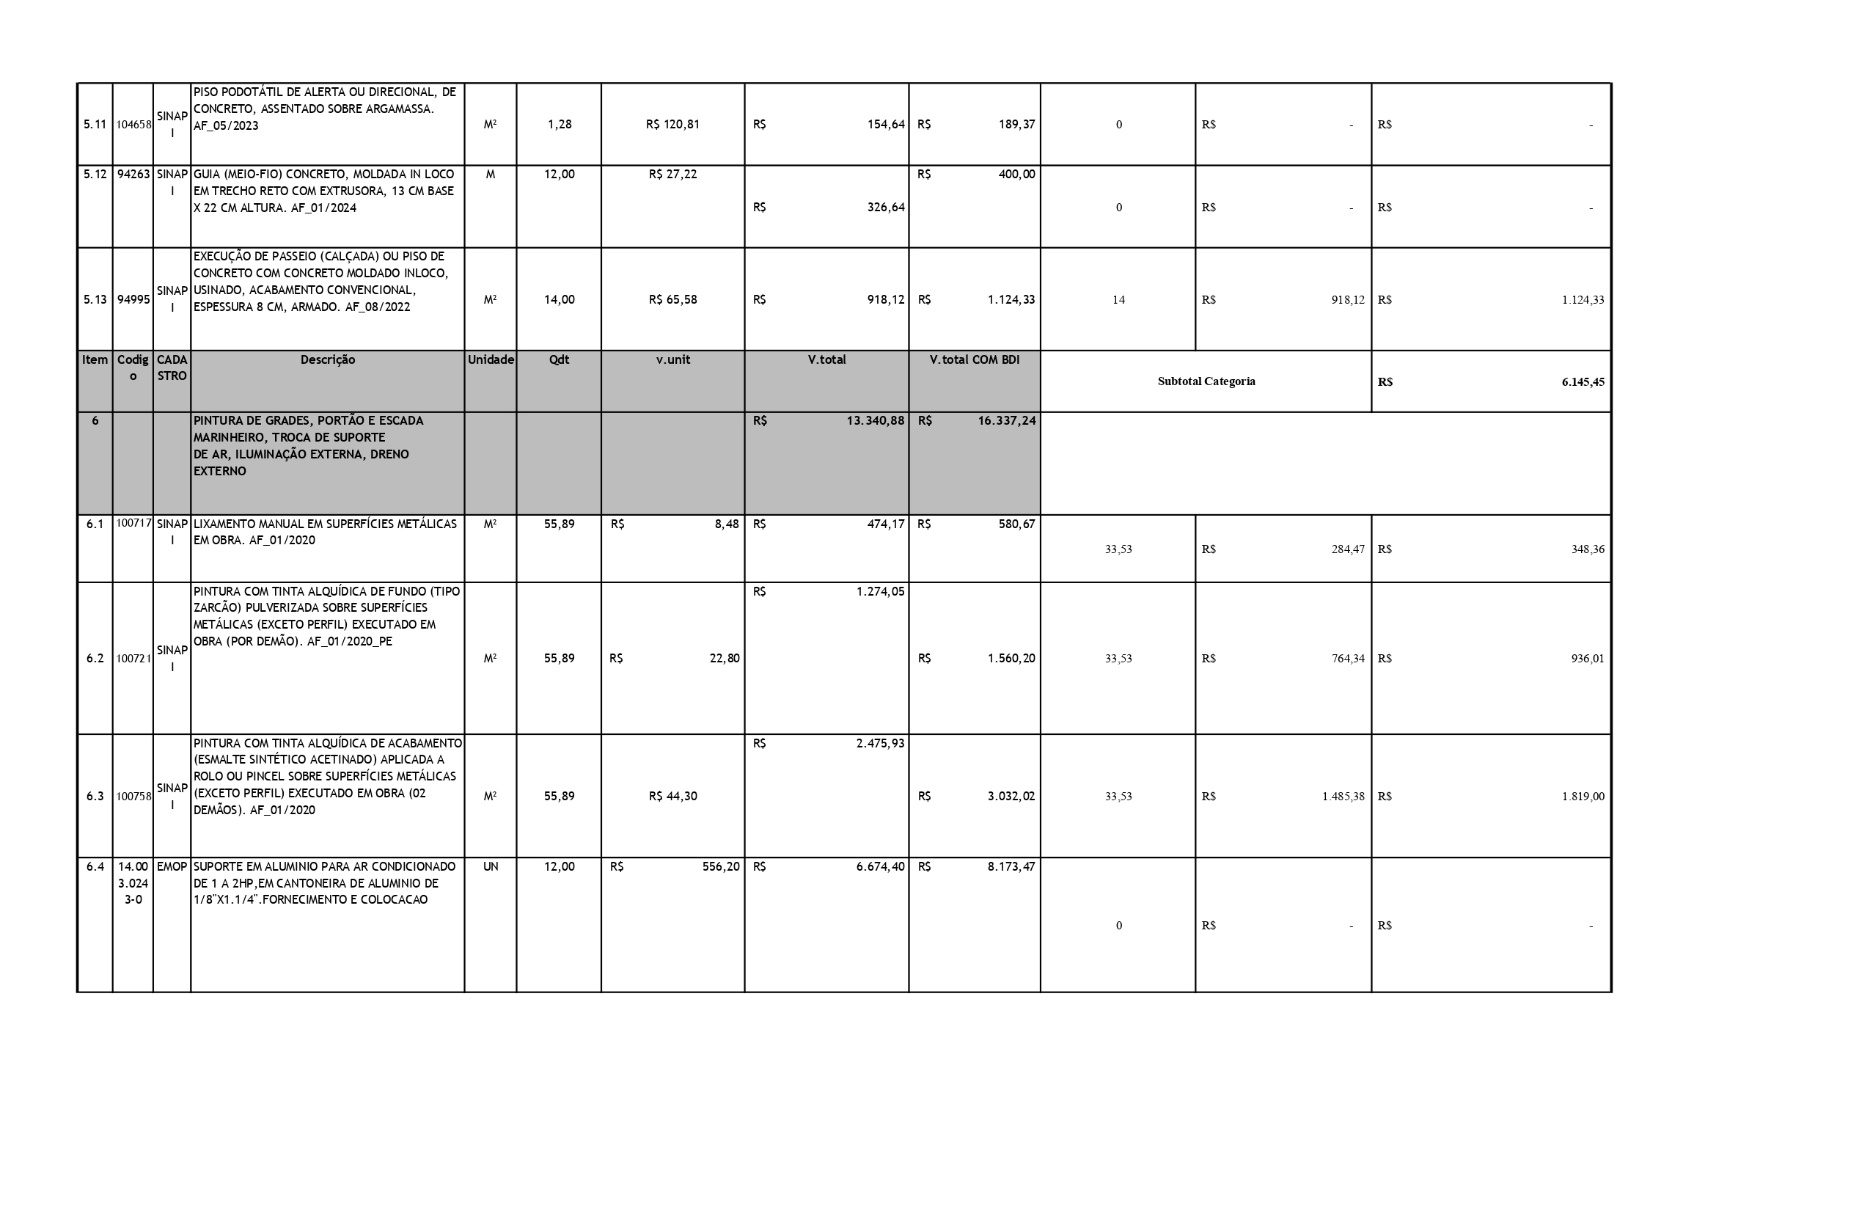 5.11 104658 SINAP
I PISO PODOTÁTIL DE ALERTA OU DIRECIONAL, DE
CONCRETO, ASSENTADO SOBRE ARGAMASSA.
AF_05/2023 M² 1,28 R$ 120,81 R$ 154,64 R$ 189,37 0 R$ - R$ -
5.12 94263 SINAP
I GUIA (MEIO-FIO) CONCRETO, MOLDADA IN LOCO
EM TRECHO RETO COM EXTRUSORA, 13 CM BASE
X 22 CM ALTURA. AF_01/2024 M 12,00 R$ 27,22 R$ 326,64 R$ 400,00 0 R$ - R$ -
5.13 94995 SINAP
I EXECUÇÃO DE PASSEIO (CALÇADA) OU PISO DE
CONCRETO COM CONCRETO MOLDADO INLOCO,
USINADO, ACABAMENTO CONVENCIONAL,
ESPESSURA 8 CM, ARMADO. AF_08/2022 M² 14,00 R$ 65,58 R$ 918,12 R$ 1.124,33 14 R$ 918,12 R$ 1.124,33
Item Codig
o CADA
STRO Descrição Unidade Qdt v.unit V.total V.total COM BDI Subtotal Categoria R$ 6.145,45
6 PINTURA DE GRADES, PORTÃO E ESCADA
MARINHEIRO, TROCA DE SUPORTE
DE AR, ILUMINAÇÃO EXTERNA, DRENO
EXTERNO R$ 13.340,88 R$ 16.337,24
6.1 100717 SINAP
I LIXAMENTO MANUAL EM SUPERFÍCIES METÁLICAS
EM OBRA. AF_01/2020 M² 55,89 R$ 8,48 R$ 474,17 R$ 580,67 33,53 R$ 284,47 R$ 348,36
6.2 100721 SINAP
I PINTURA COM TINTA ALQUÍDICA DE FUNDO (TIPO
ZARCÃO) PULVERIZADA SOBRE SUPERFÍCIES
METÁLICAS (EXCETO PERFIL) EXECUTADO EM
OBRA (POR DEMÃO). AF_01/2020_PE M² 55,89 R$ 22,80 R$ 1.274,05 R$ 1.560,20 33,53 R$ 764,34 R$ 936,01
6.3 100758 SINAP
I PINTURA COM TINTA ALQUÍDICA DE ACABAMENTO
(ESMALTE SINTÉTICO ACETINADO) APLICADA A
ROLO OU PINCEL SOBRE SUPERFÍCIES METÁLICAS
(EXCETO PERFIL) EXECUTADO EM OBRA (02
DEMÃOS). AF_01/2020 M² 55,89 R$ 44,30 R$ 2.475,93 R$ 3.032,02 33,53 R$ 1.485,38 R$ 1.819,00
6.4 14.00
3.024
3-0 EMOP SUPORTE EM ALUMINIO PARA AR CONDICIONADO
DE 1 A 2HP,EM CANTONEIRA DE ALUMINIO DE
1/8"X1.1/4".FORNECIMENTO E COLOCACAO UN 12,00 R$ 556,20 R$ 6.674,40 R$ 8.173,47 0 R$ - R$ -